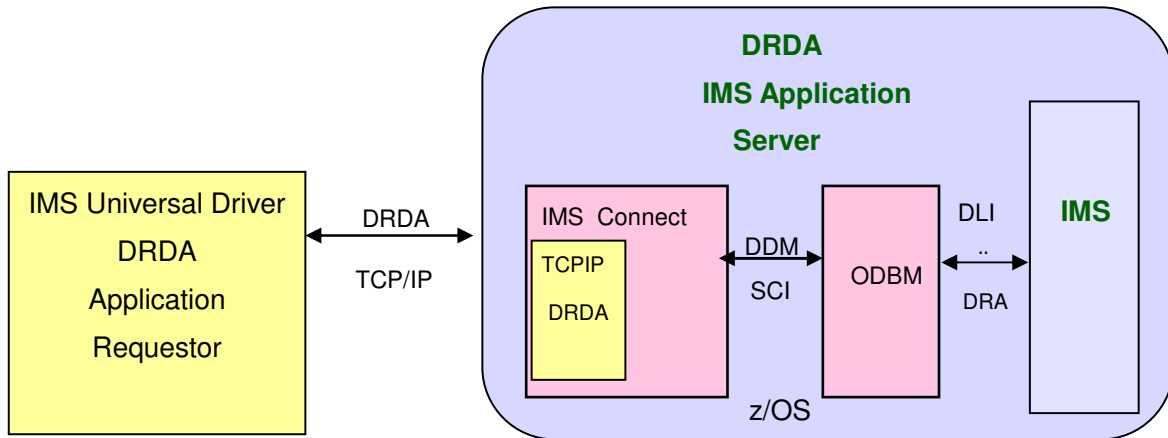 DRDA
IMS Application
Server
IMS Universal Driver
DRDA
Application
Requestor
DRDA
TCP/IP
IMS Connect
TCPIP
DRDA
DDM
SCI
ODBM
DLI
..
DRA
IMS
z/OS